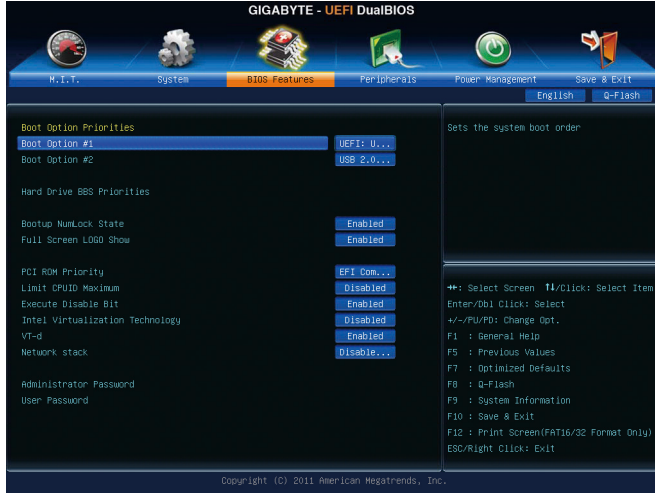 GIGABYTE - UEFI DualBIOS
M.I.T. System BIOS Features Peripherals Power Management Save & Exit
English Q-Flash
Boot Option Priorities
Boot Option #1 UEFI: U...
Boot Option #2 USB 2.0...
Hard Drive BBS Priorities
Bootup NumLock State Enabled
Full Screen LOGO Show Enabled
PCI ROM Priority EFI Com...
Limit CPUID Maximum Disabled
Execute Disable Bit Enabled
Intel Virtualization Technology Disabled
VT-d Enabled
Network stack Disable...
Administrator Password
User Password
Sets the system boot order
→←: Select Screen ↑↓/Click: Select Item
Enter/Dbl Click: Select
+/-/PU/PD: Change Opt.
F1 : General Help
F5 : Previous Values
F7 : Optimized Defaults
F8 : Q-Flash
F9 : System Information
F10 : Save & Exit
F12 : Print Screen(FAT16/32 Format Only)
ESC/Right Click: Exit
Copyright (C) 2011 American Megatrends, Inc.